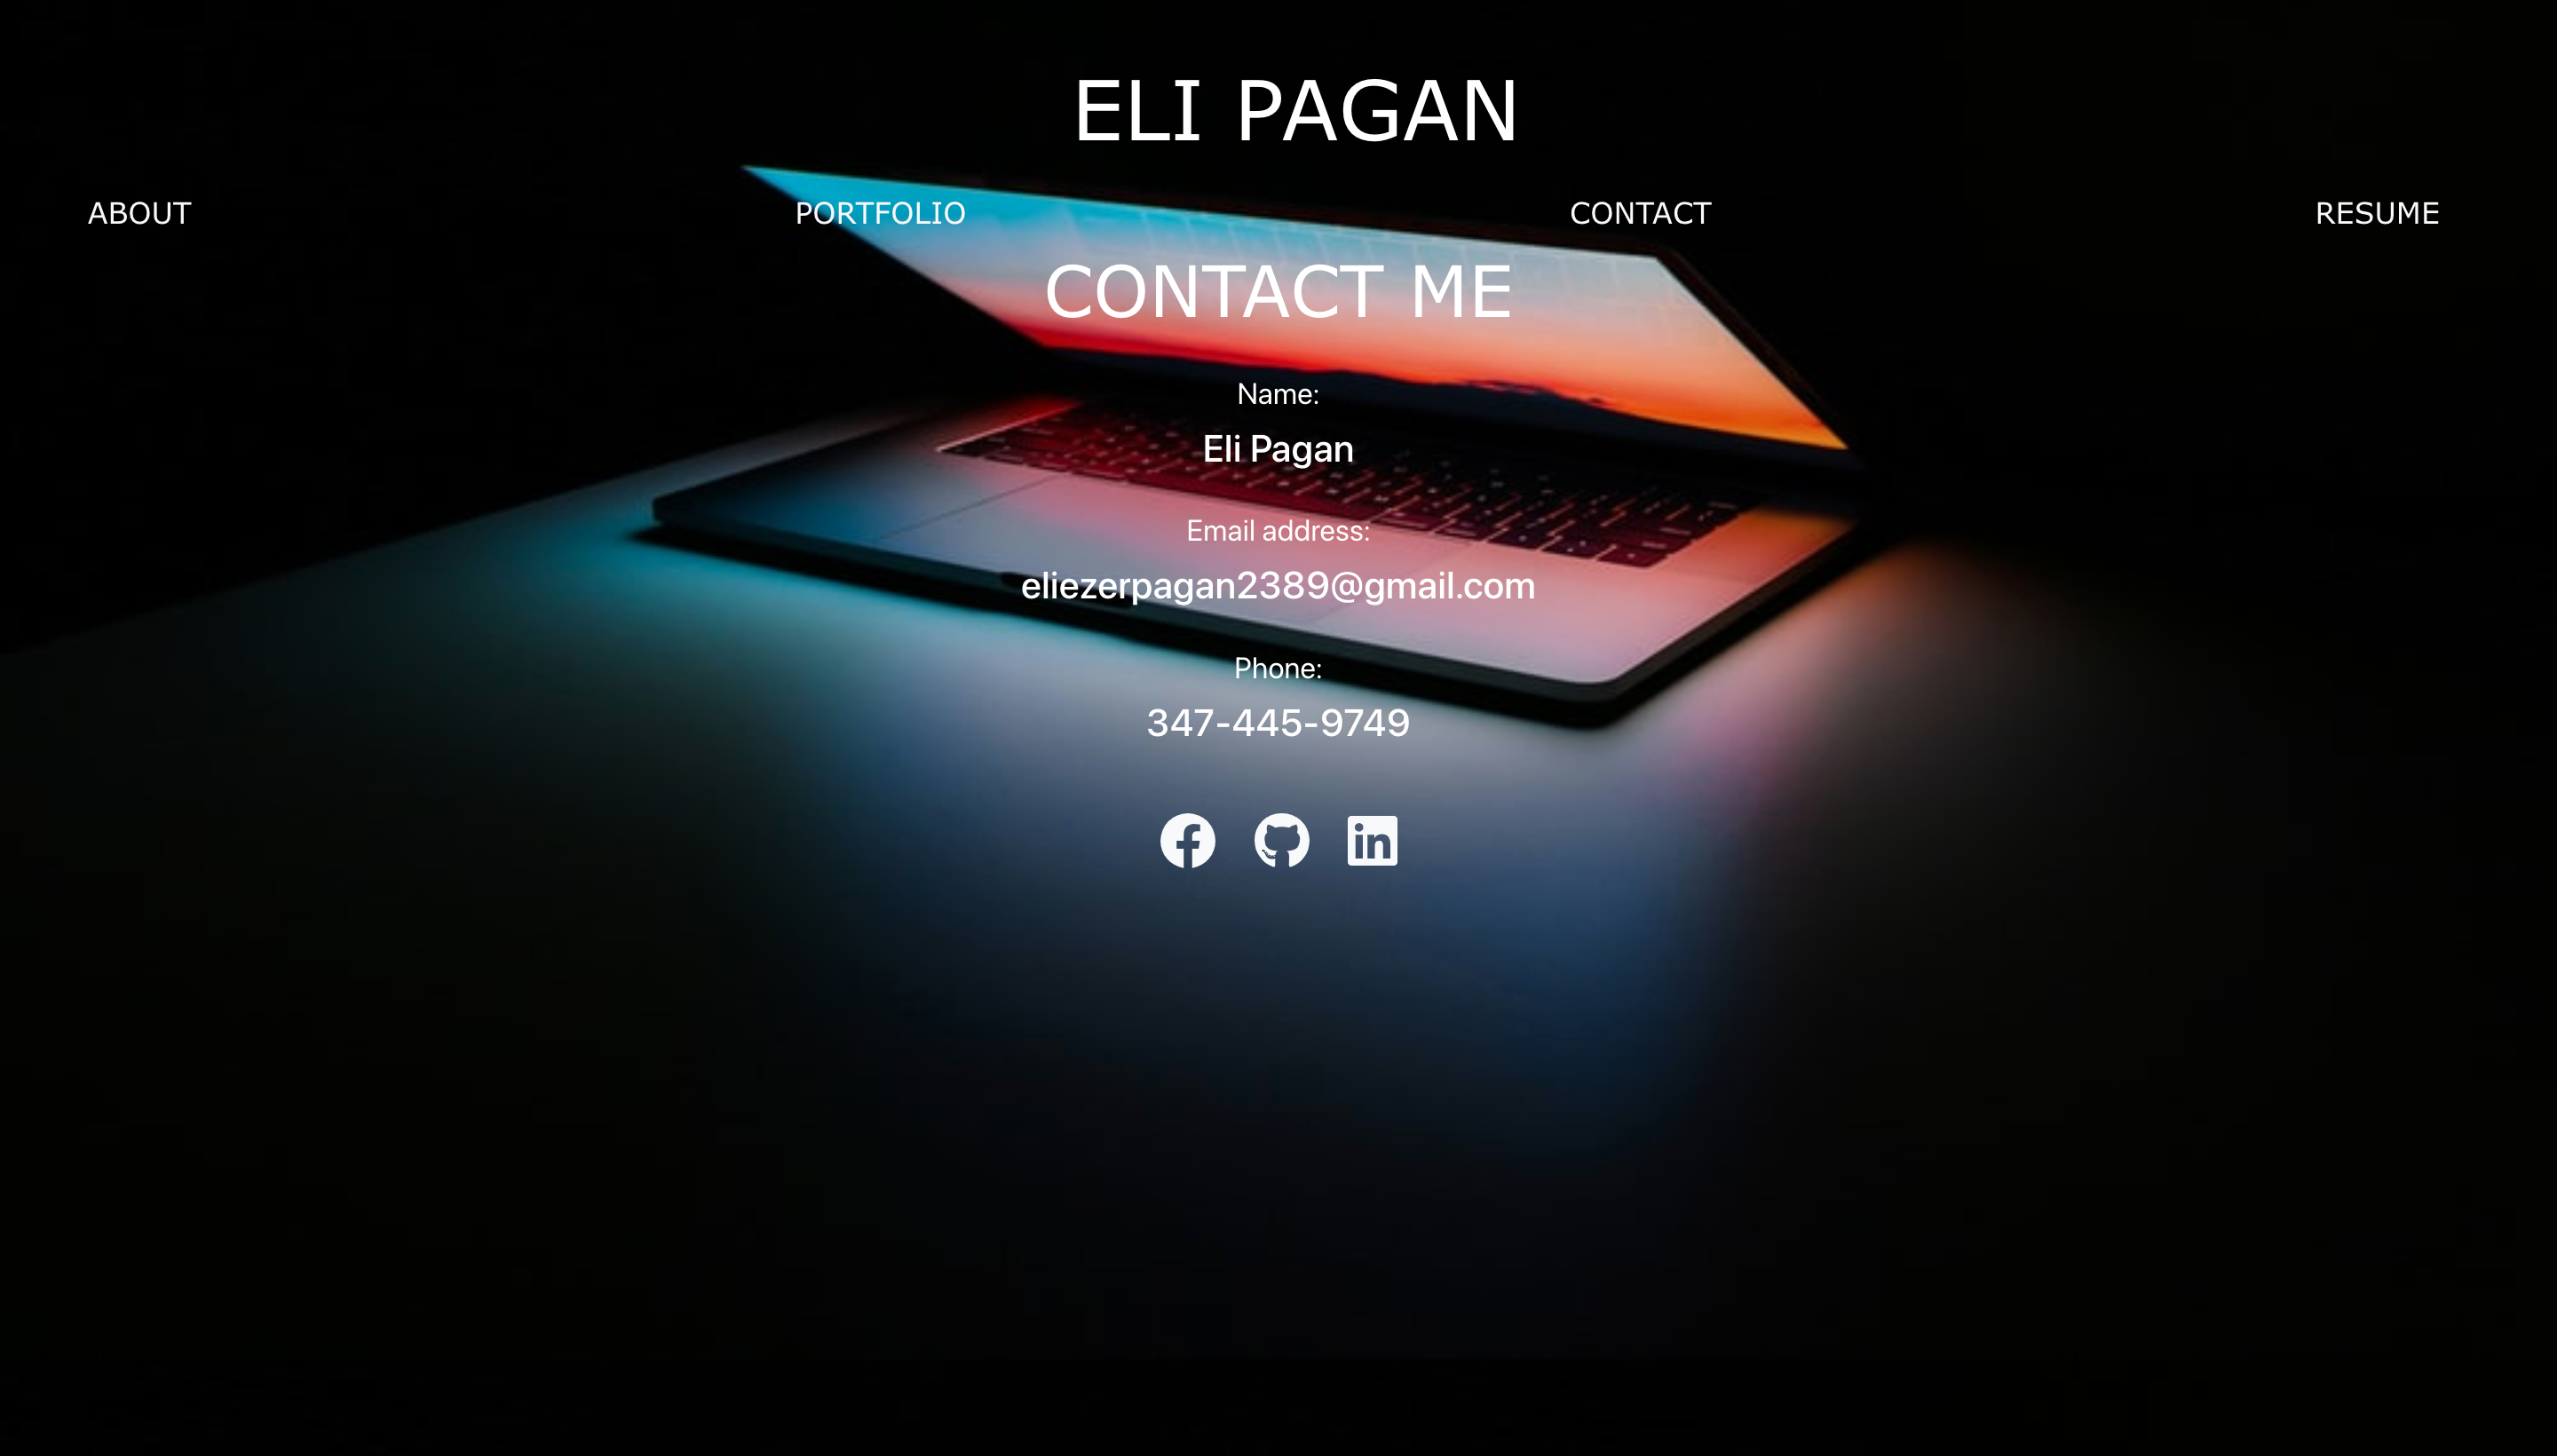 ELI PAGAN
ABOUT PORTFOLIO CONTACT RESUME
CONTACT ME
Name:
Eli Pagan
Email address:
eliezerpagan2389@gmail.com
Phone:
347-445-9749